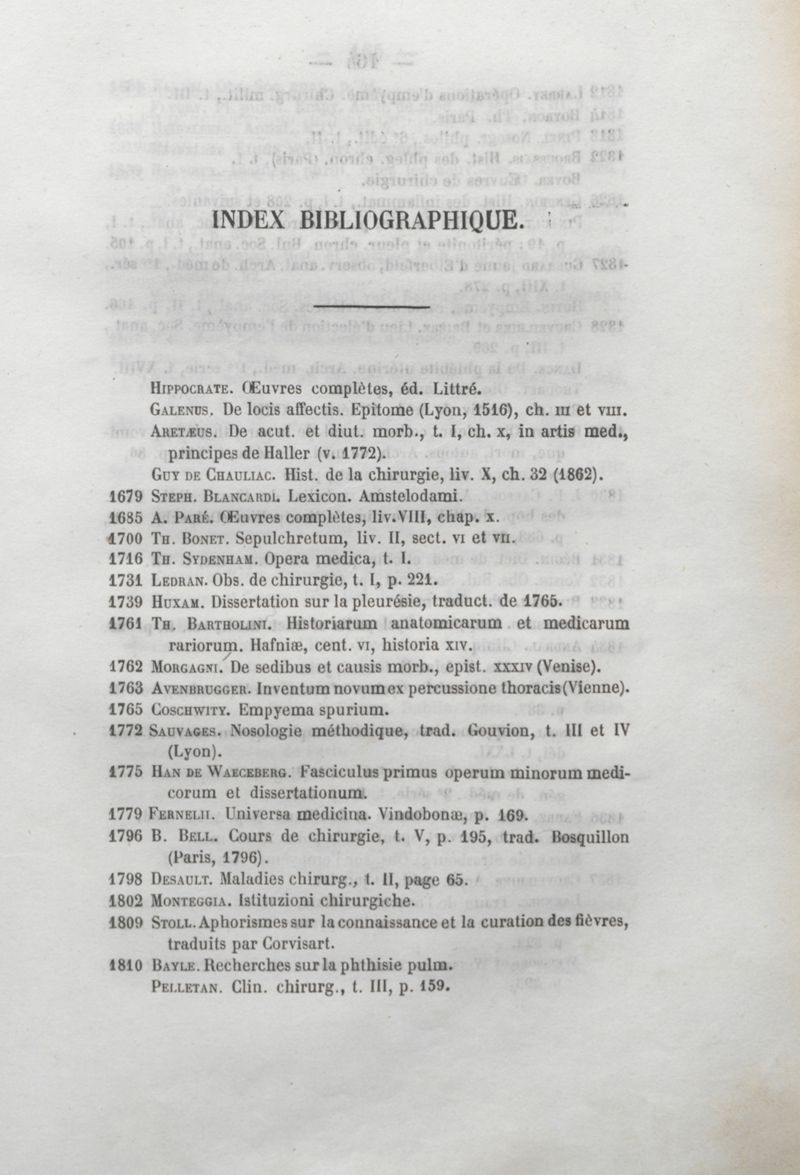 INDEX BIBLIOGRAPHIQUE.
HIPPOCRATE. Œuvres complètes, éd. Littré.
GALENUS. De locis affectis. Epitome (Lyon, 1516), ch. III et VIII.
ARETÆUS. De acut. et diut. morb., t. I, ch. X, in artis med.,
principes de Haller (v. 1772).
GUY DE CHAULIAC. Hist. de la chirurgie, liv. X, ch. 32 (1862).
1679 STEPH. BLANCARDI. Lexicon. Amstelodami.
1685 A. PARÉ. Œuvres complètes, liv. VIII, chap. X.
1700 TH. BONET. Sepulchretum, liv. II, sect. VI et VII.
1716 TH. SYDENHAM. Opera medica, t. I.
1731 LEDRAN. Obs. de chirurgie, t. I, p. 221.
1739 HUXAM. Dissertation sur la pleurésie, traduct. de 1765.
1761 TH. BARTHOLINI. Historiarum anatomicarum et medicarum
rariorum. Hafniæ, cent. VI, historia XIV.
1762 MORGAGNI. De sedibus et causis morb., epist. XXXIV (Venise).
1763 AVENBRUGGER. Inventum novum ex percussione thoracis (Vienne).
1765 COSCHWITY. Empyema spurium.
1772 SAUVAGES. Nosologie méthodique, trad. Gouvion, t. III et IV
(Lyon).
1775 HAN DE WAECEBERG. Fasciculus primus operum minorum medi-
corum et dissertationum.
1779 FERNELII. Universa medicina. Vindobonæ, p. 169.
1796 B. BELL. Cours de chirurgie, t. V, p. 195, trad. Bosquillon
(Paris, 1796).
1798 DESAULT. Maladies chirurg., t. II, page 65.
1802 MONTEGGIA. Istituzioni chirurgiche.
1809 STOLL. Aphorismes sur la connaissance et la curation des fièvres,
traduits par Corvisart.
1810 BAYLE. Recherches sur la phthisie pulm.
PELLETAN. Clin. chirurg., t. III, p. 159.